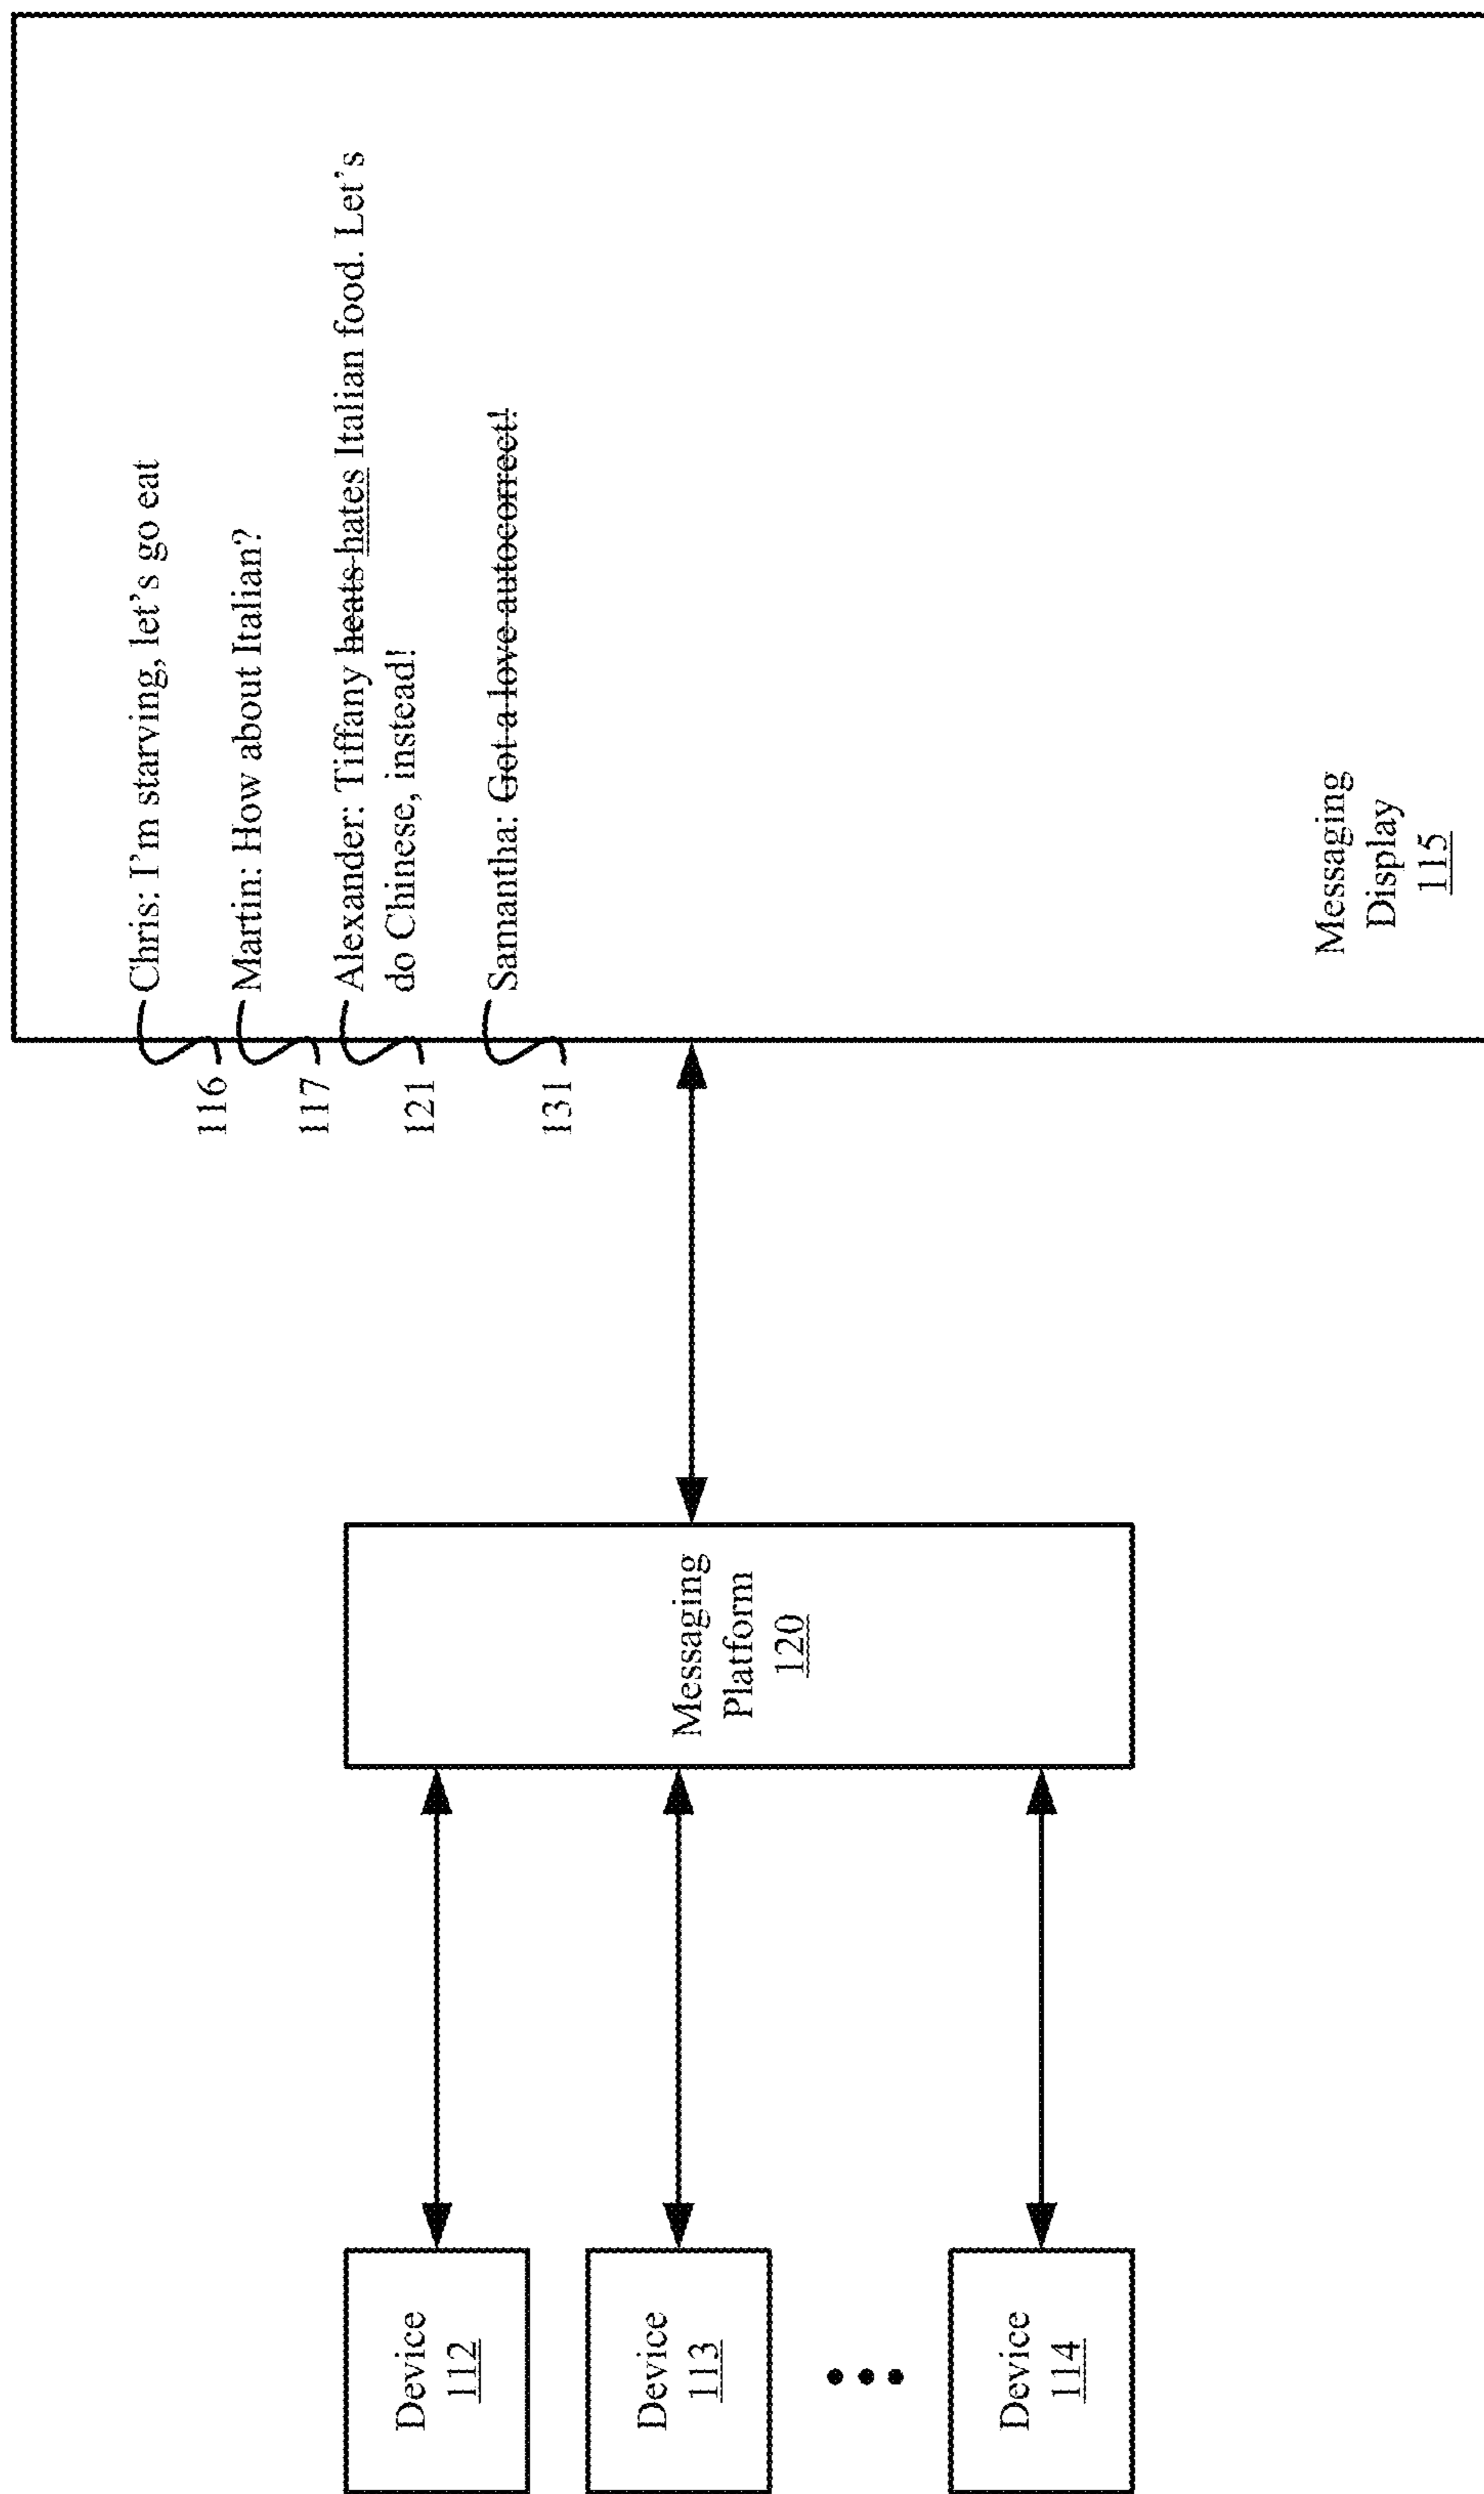 Device
112
Device
113
Device
114
Messaging
Platform
120
116
117
121
131
Chris: I'm starving, let's go eat
Martin: How about Italian?
Alexander: Tiffany heats hates Italian food. Let's
do Chinese, instead!
Samantha: Got a love autocorrect!
Messaging
Display
115